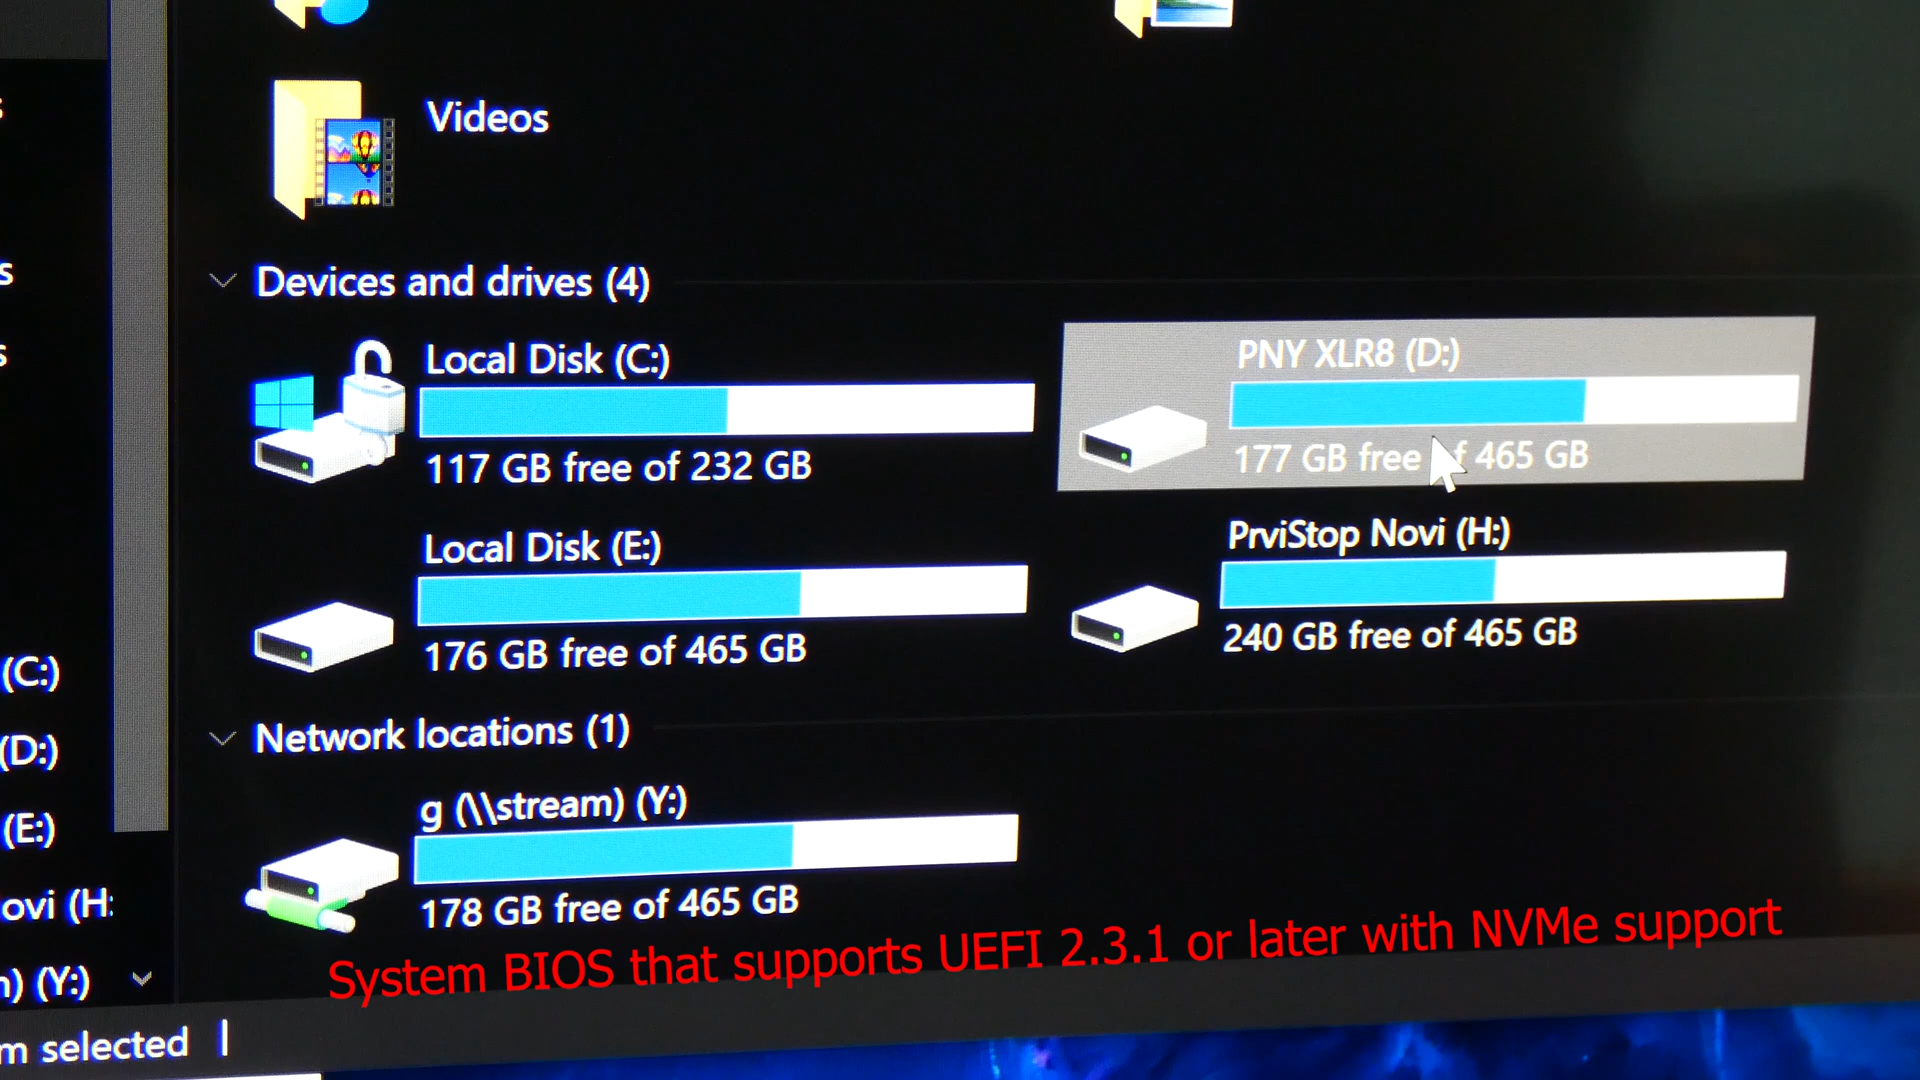 Videos
Devices and drives (4)
Local Disk (C:)
117 GB free of 232 GB
PNY XLR8 (D:)
177 GB free of 465 GB
Local Disk (E:)
176 GB free of 465 GB
PrviStop Novi (H:)
240 GB free of 465 GB
Network locations (1)
g (\\stream) (Y:)
178 GB free of 465 GB
System BIOS that supports UEFI 2.3.1 or later with NVMe support
(C:)
(D:)
(E:)
ovi (H:
) (Y:)
selected